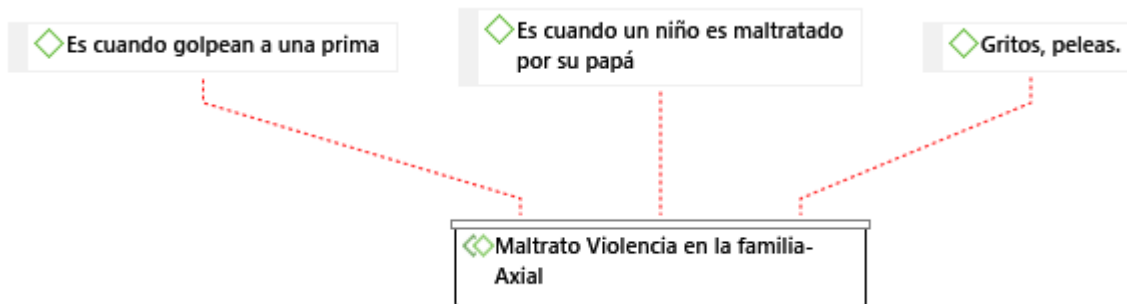 Es cuando golpean a una prima
Es cuando un niño es maltratado
por su papá
Gritos, peleas.
Maltrato Violencia en la familia-
Axial